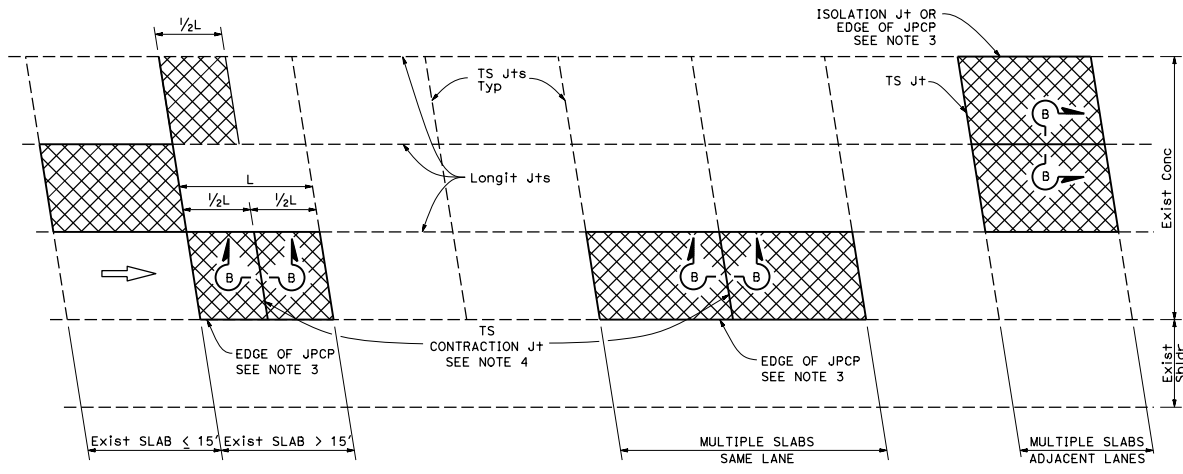 ½L
ISOLATION Jt OR
EDGE OF JPCP
SEE NOTE 3
TS Jts
Typ
TS Jt
B
Longit Jts
L
½L
½L
B
Exist Conc
B
B
B
B
TS
CONTRACTION Jt
SEE NOTE 4
EDGE OF JPCP
SEE NOTE 3
EDGE OF JPCP
SEE NOTE 3
Exist
Shldr
Exist SLAB ≤ 15'
Exist SLAB > 15'
MULTIPLE SLABS
SAME LANE
MULTIPLE SLABS
ADJACENT LANES